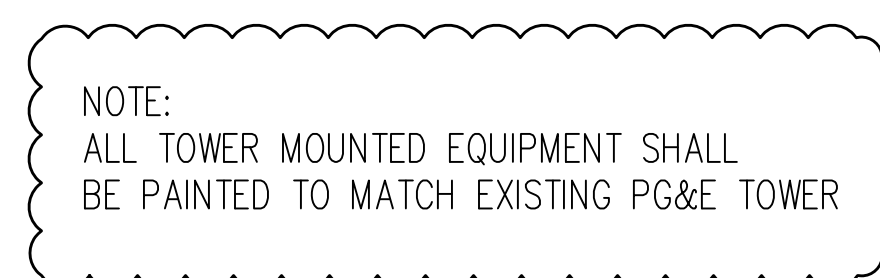 NOTE:
ALL TOWER MOUNTED EQUIPMENT SHALL
BE PAINTED TO MATCH EXISTING PG&E TOWER